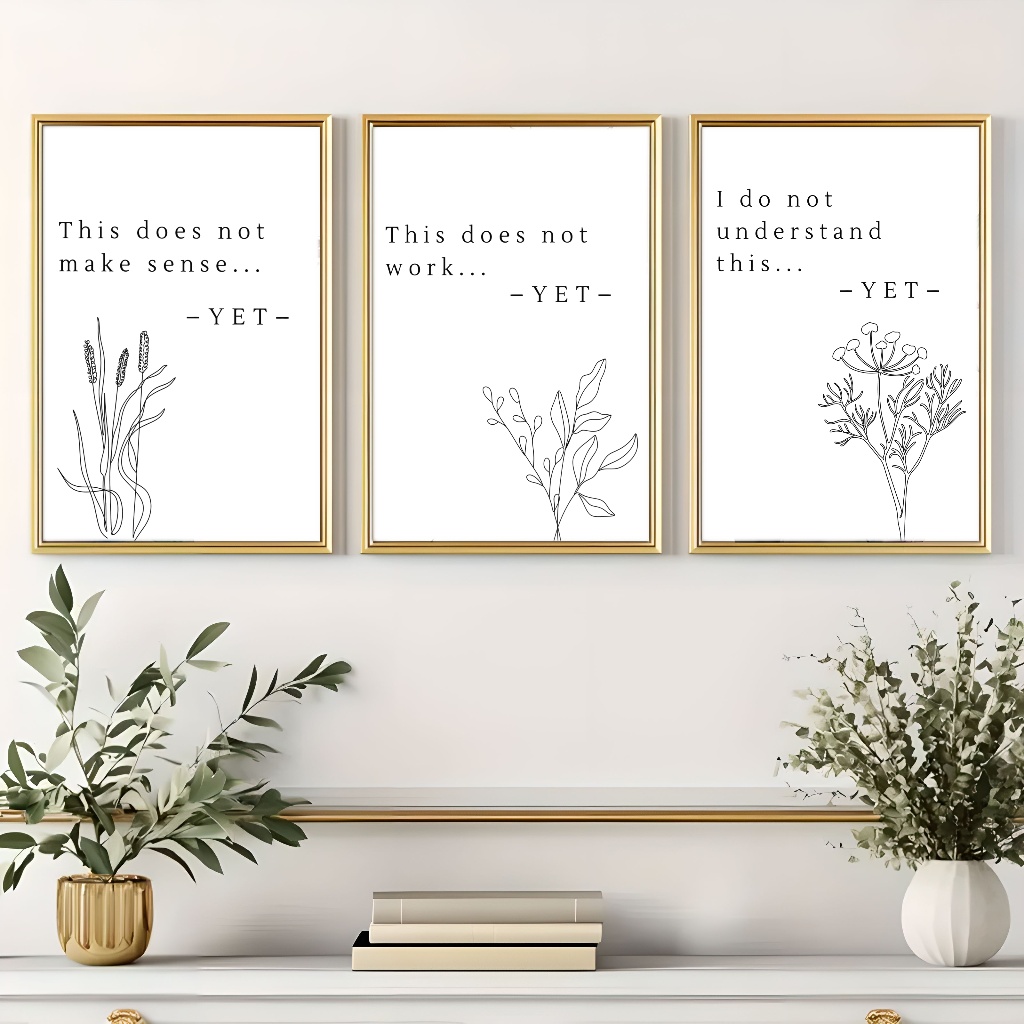 This does not
make sense...
–YET–
This does not
work...
–YET–
I do not
understand
this...
–YET–